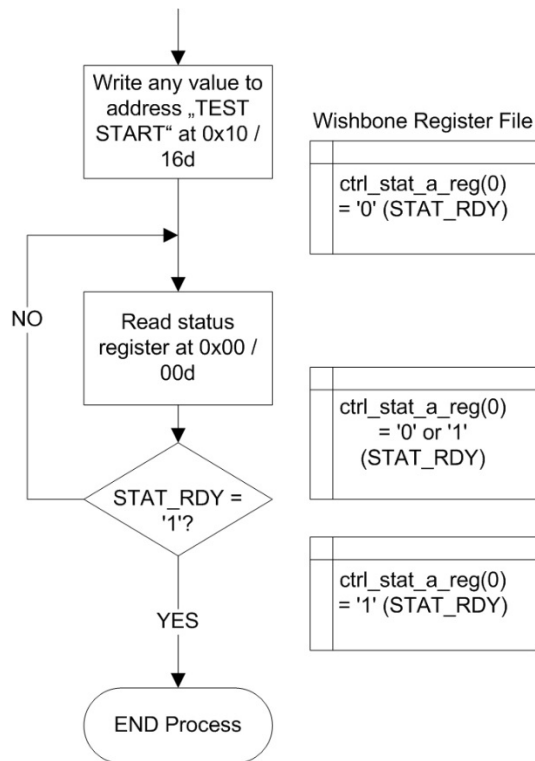 Write any value to
address „TEST
START“ at 0x10 /
16d
Wishbone Register File
ctrl_stat_a_reg(0)
= '0' (STAT_RDY)
NO
Read status
register at 0x00 /
00d
ctrl_stat_a_reg(0)
= '0' or '1'
(STAT_RDY)
STAT_RDY =
'1'?
ctrl_stat_a_reg(0)
= '1' (STAT_RDY)
YES
END Process